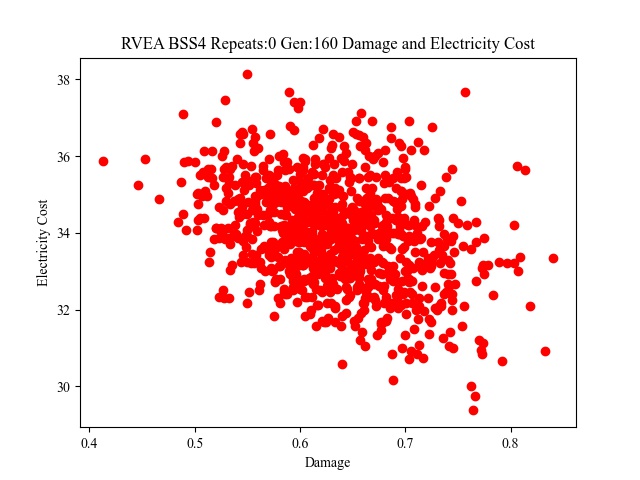 RVEA BSS4 Repeats:0 Gen:160 Damage and Electricity Cost
38
36
34
32
30
Electricity Cost
0.4 0.5 0.6 0.7 0.8
Damage